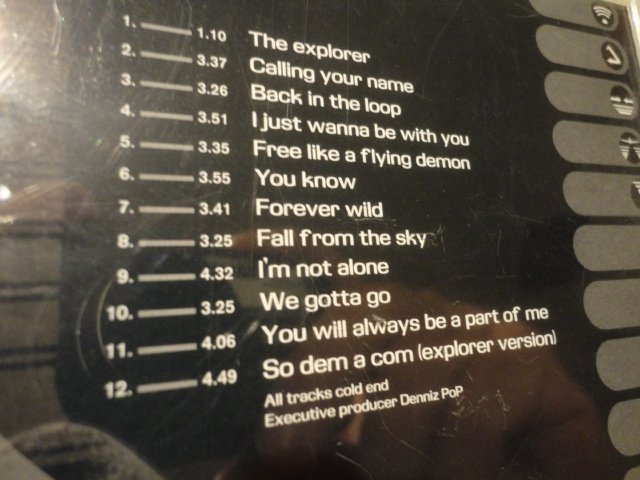 1. 1.10 The explorer
2. 3.37 Calling your name
3. 3.26 Back in the loop
4. 3.51 I just wanna be with you
5. 3.35 Free like a flying demon
6. 3.55 You know
7. 3.41 Forever wild
8. 3.25 Fall from the sky
9. 4.32 I'm not alone
10. 3.25 We gotta go
11. 4.06 You will always be a part of me
12. 4.49 So dem a com (explorer version)
All tracks cold end
Executive producer Denniz PoP